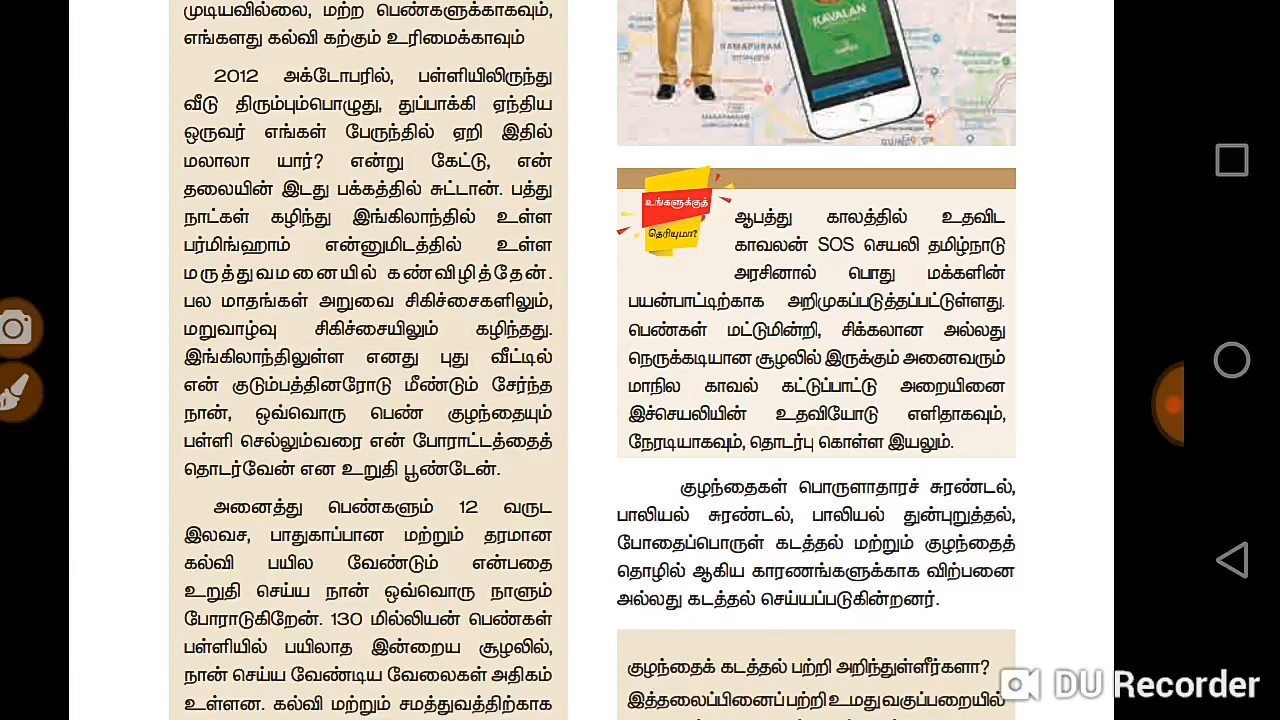 முடியவில்லை, மற்ற பெண்களுக்காகவும்,
எங்களது கல்வி கற்கும் உரிமைக்காவும்
2012 அக்டோபரில், பள்ளியிலிருந்து
வீடு திரும்பும்பொழுது, துப்பாக்கி ஏந்திய
ஒருவர் எங்கள் பேருந்தில் ஏறி இதில்
மலாலா யார்? என்று கேட்டு, என்
தலையின் இடது பக்கத்தில் சுட்டான். பத்து
நாட்கள் கழிந்து இங்கிலாந்தில் உள்ள
பர்மிங்ஹாம் என்னுமிடத்தில் உள்ள
மருத்துவமனையில் கண்விழித்தேன்.
பல மாதங்கள் அறுவை சிகிச்சைகளிலும்,
மறுவாழ்வு சிகிச்சையிலும் கழிந்தது.
இங்கிலாந்திலுள்ள எனது புது வீட்டில்
என் குடும்பத்தினரோடு மீண்டும் சேர்ந்த
நான், ஒவ்வொரு பெண் குழந்தையும்
பள்ளி செல்லும்வரை என் போராட்டத்தைத்
தொடர்வேன் என உறுதி பூண்டேன்.
அனைத்து பெண்களும் 12 வருட
இலவச, பாதுகாப்பான மற்றும் தரமான
கல்வி பயில வேண்டும் என்பதை
உறுதி செய்ய நான் ஒவ்வொரு நாளும்
போராடுகிறேன். 130 மில்லியன் பெண்கள்
பள்ளியில் பயிலாத இன்றைய சூழலில்,
நான் செய்ய வேண்டிய வேலைகள் அதிகம்
உள்ளன. கல்வி மற்றும் சமத்துவத்திற்காக
KAVALAN
RAMAPURAM
உங்களுக்குத்
தெரியுமா?
ஆபத்து காலத்தில் உதவிட
காவலன் SOS செயலி தமிழ்நாடு
அரசினால் பொது மக்களின்
பயன்பாட்டிற்காக அறிமுகப்படுத்தப்பட்டுள்ளது.
பெண்கள் மட்டுமின்றி, சிக்கலான அல்லது
நெருக்கடியான சூழலில் இருக்கும் அனைவரும்
மாநில காவல் கட்டுப்பாட்டு அறையினை
இச்செயலியின் உதவியோடு எளிதாகவும்,
நேரடியாகவும், தொடர்பு கொள்ள இயலும்.
குழந்தைகள் பொருளாதாரச் சுரண்டல்,
பாலியல் சுரண்டல், பாலியல் துன்புறுத்தல்,
போதைப்பொருள் கடத்தல் மற்றும் குழந்தைத்
தொழில் ஆகிய காரணங்களுக்காக விற்பனை
அல்லது கடத்தல் செய்யப்படுகின்றனர்.
குழந்தைக் கடத்தல் பற்றி அறிந்துள்ளீர்களா?
இத்தலைப்பினைப் பற்றி உமது வகுப்பறையில்
DU Recorder